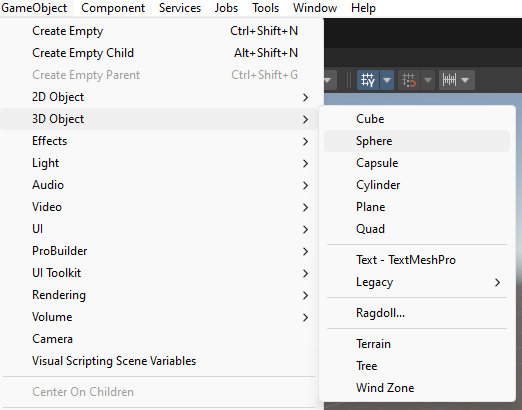 GameObject Component Services Jobs Tools Window Help
Create Empty Ctrl+Shift+N
Create Empty Child Alt+Shift+N
Create Empty Parent Ctrl+Shift+G
2D Object
3D Object
Effects
Light
Audio
Video
UI
ProBuilder
UI Toolkit
Rendering
Volume
Camera
Visual Scripting Scene Variables
Center On Children
Cube
Sphere
Capsule
Cylinder
Plane
Quad
Text - TextMeshPro
Legacy
Ragdoll...
Terrain
Tree
Wind Zone